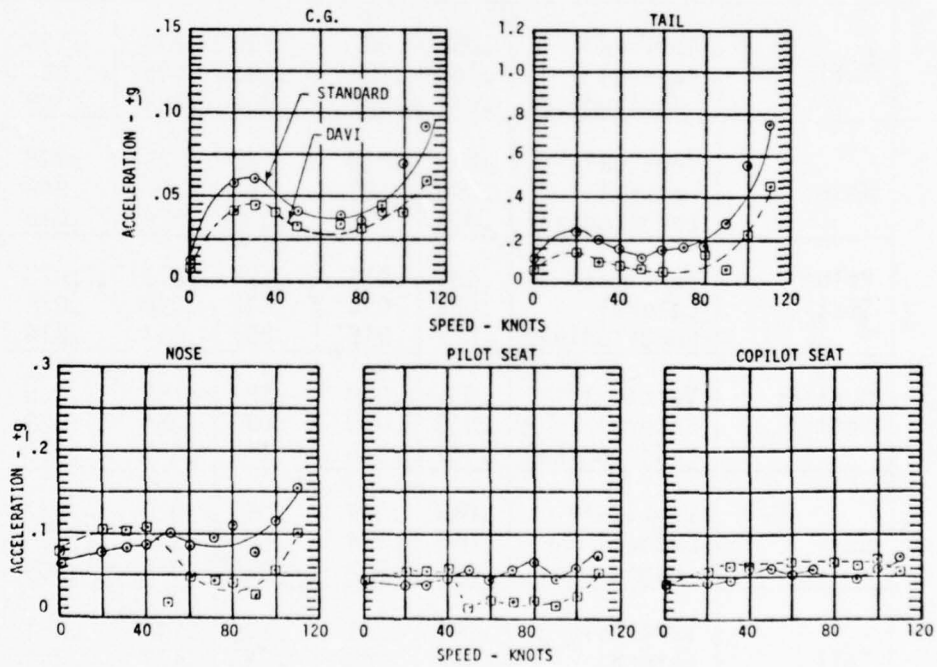 C.G. TAIL
.15 1.2
1.0
STANDARD
.10 .8
DAVI
.6
.05 .4
.2
0 0
0 40 80 120 0 40 80 120
ACCELERATION - ±g
SPEED - KNOTS
NOSE PILOT SEAT COPILOT SEAT
.3
.2
.1
0
0 40 80 120 0 40 80 120 0 40 80 120
ACCELERATION - ±g
SPEED - KNOTS